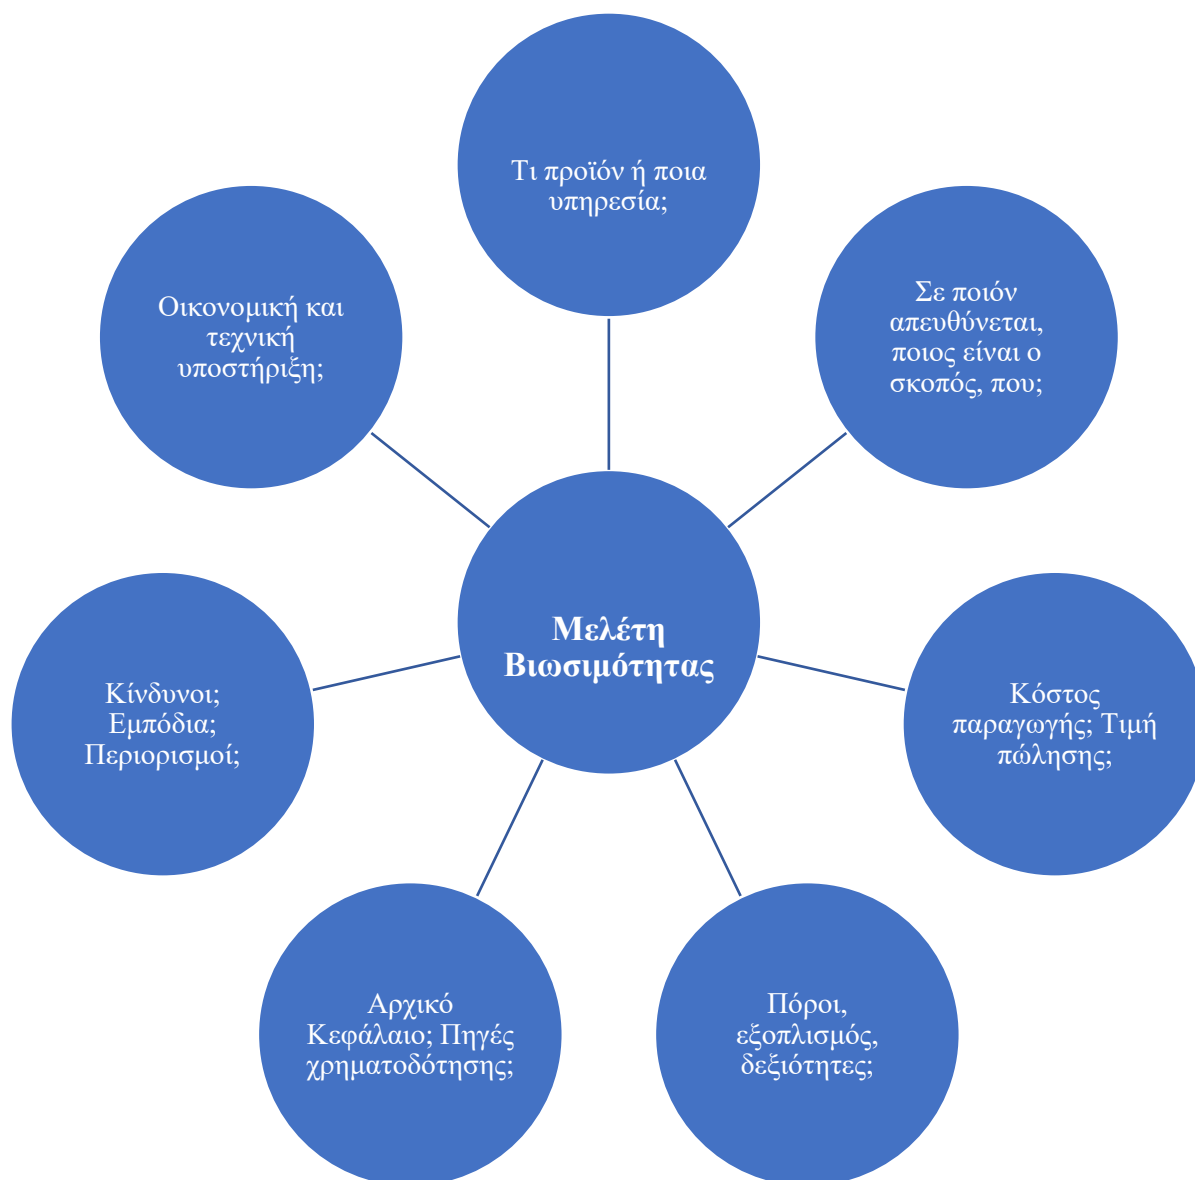 Τι προϊόν ή ποια
υπηρεσία;
Σε ποιόν
απευθύνεται,
ποιος είναι ο
σκοπός, που;
Κόστος
παραγωγής; Τιμή
πώλησης;
Πόροι,
εξοπλισμός,
δεξιότητες;
Αρχικό
Κεφάλαιο; Πηγές
χρηματοδότησης;
Κίνδυνοι;
Εμπόδια;
Περιορισμοί;
Οικονομική και
τεχνική
υποστήριξη;
Μελέτη
Βιωσιμότητας